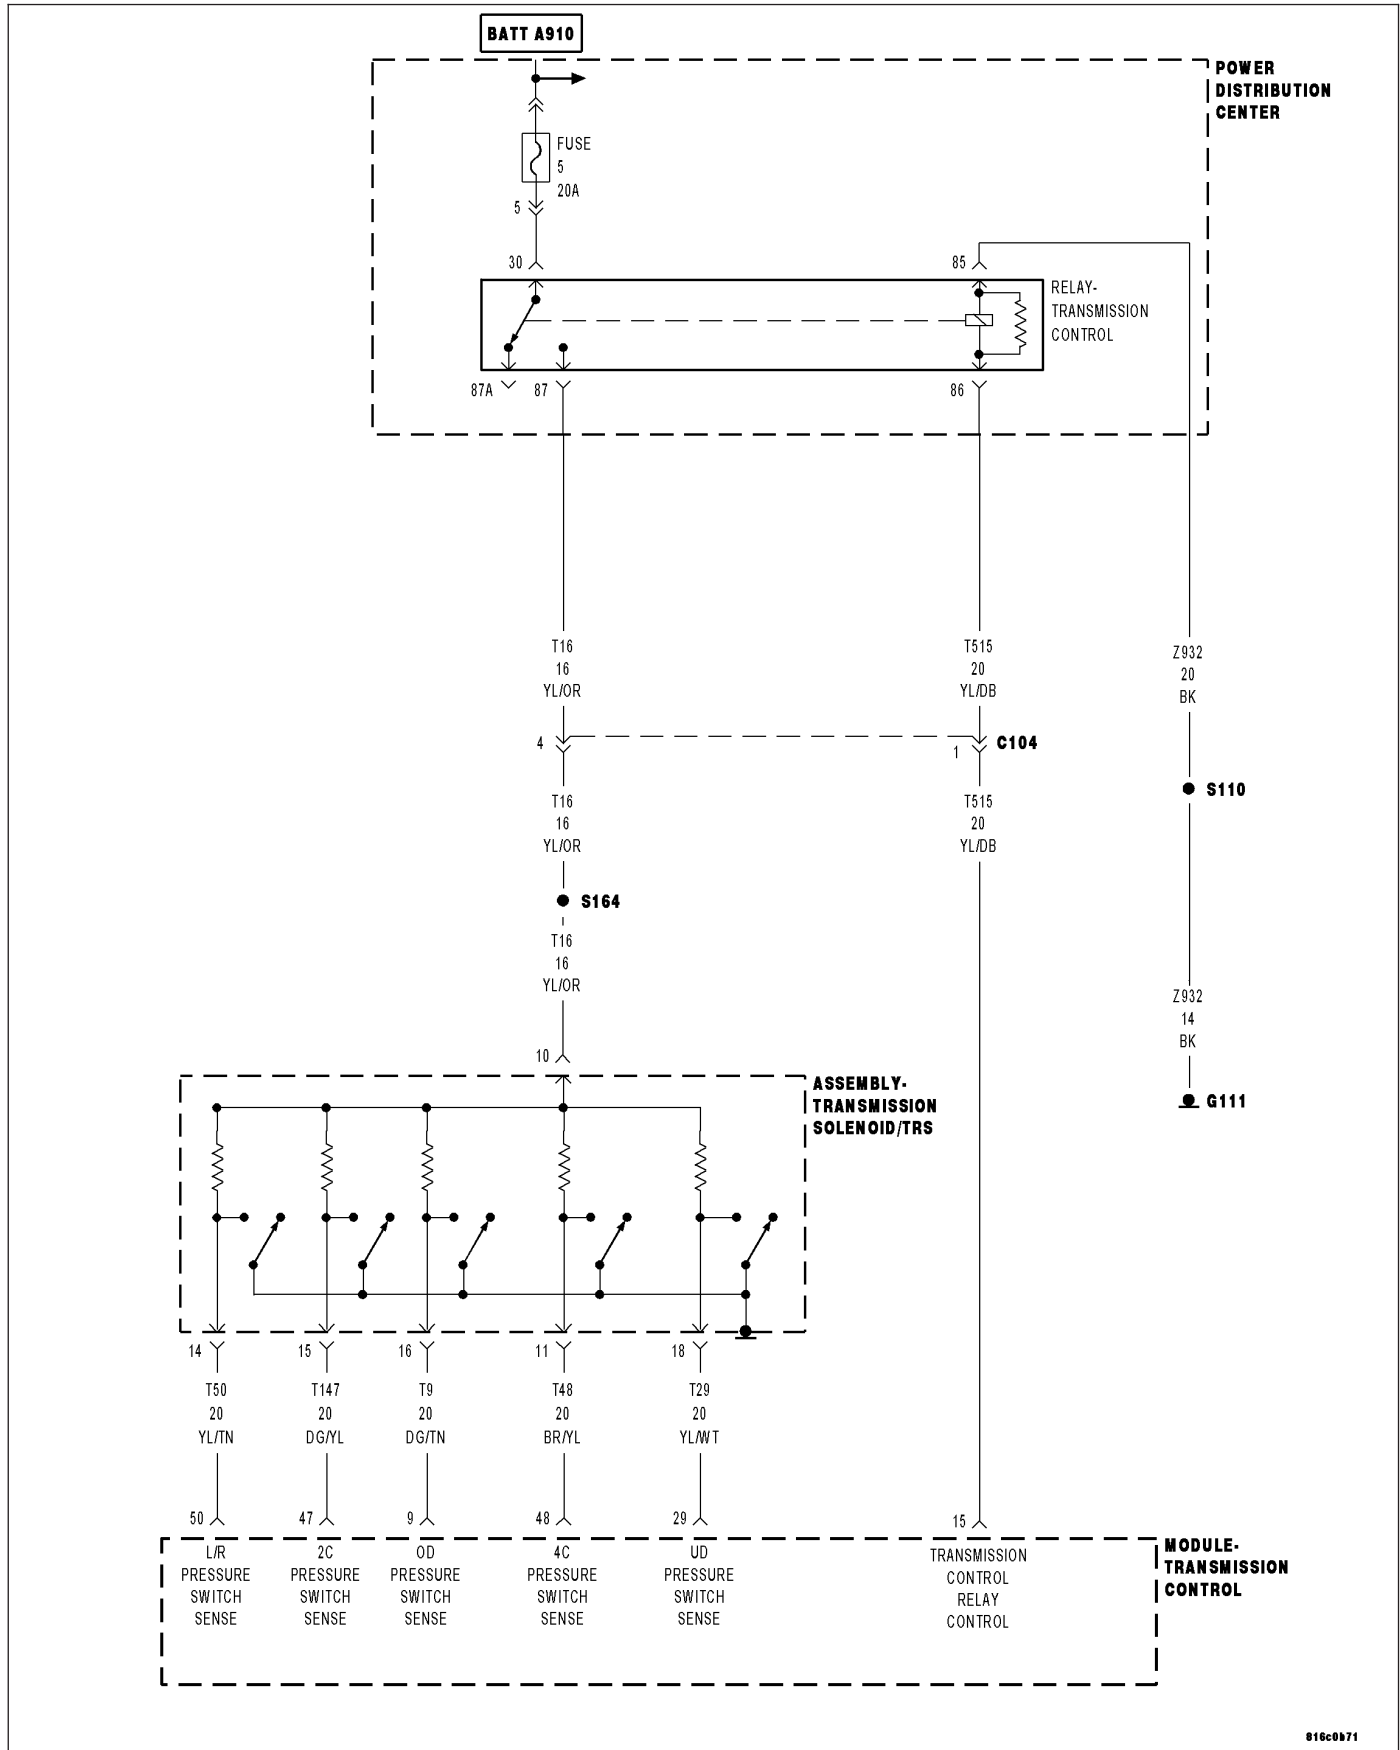 BATT A910
POWER
DISTRIBUTION
CENTER
FUSE
5
20A
5
30
85
RELAY-
TRANSMISSION
CONTROL
87A
87
86
T16
16
YL/OR
T515
20
YL/DB
Z932
20
BK
4
1
C104
T16
16
YL/OR
T515
20
YL/DB
S110
S164
T16
16
YL/OR
Z932
14
BK
10
ASSEMBLY-
TRANSMISSION
SOLENOID/TRS
G111
14
15
16
11
18
T50
20
YL/TN
T147
20
DG/YL
T9
20
DG/TN
T48
20
BR/YL
T29
20
YL/WT
50
47
9
48
29
15
L/R
PRESSURE
SWITCH
SENSE
2C
PRESSURE
SWITCH
SENSE
OD
PRESSURE
SWITCH
SENSE
4C
PRESSURE
SWITCH
SENSE
UD
PRESSURE
SWITCH
SENSE
TRANSMISSION
CONTROL
RELAY
CONTROL
MODULE-
TRANSMISSION
CONTROL
816c0b71